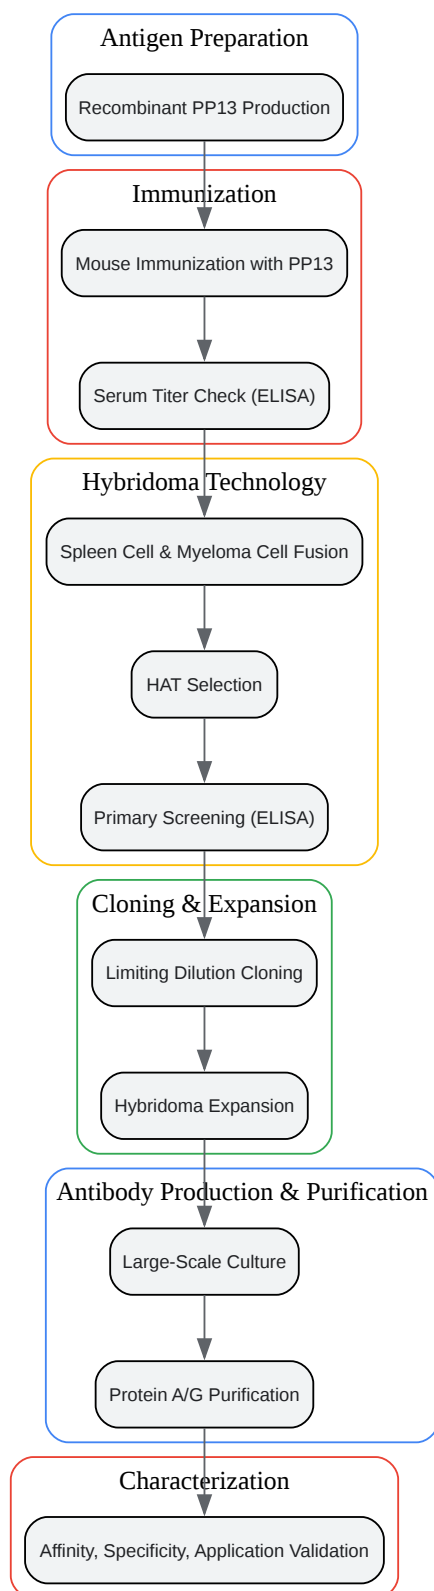 Antigen Preparation
Recombinant PP13 Production
Immunization
Mouse Immunization with PP13
Serum Titer Check (ELISA)
Hybridoma Technology
Spleen Cell & Myeloma Cell Fusion
HAT Selection
Primary Screening (ELISA)
Cloning & Expansion
Limiting Dilution Cloning
Hybridoma Expansion
Antibody Production & Purification
Large-Scale Culture
Protein A/G Purification
Characterization
Affinity, Specificity, Application Validation